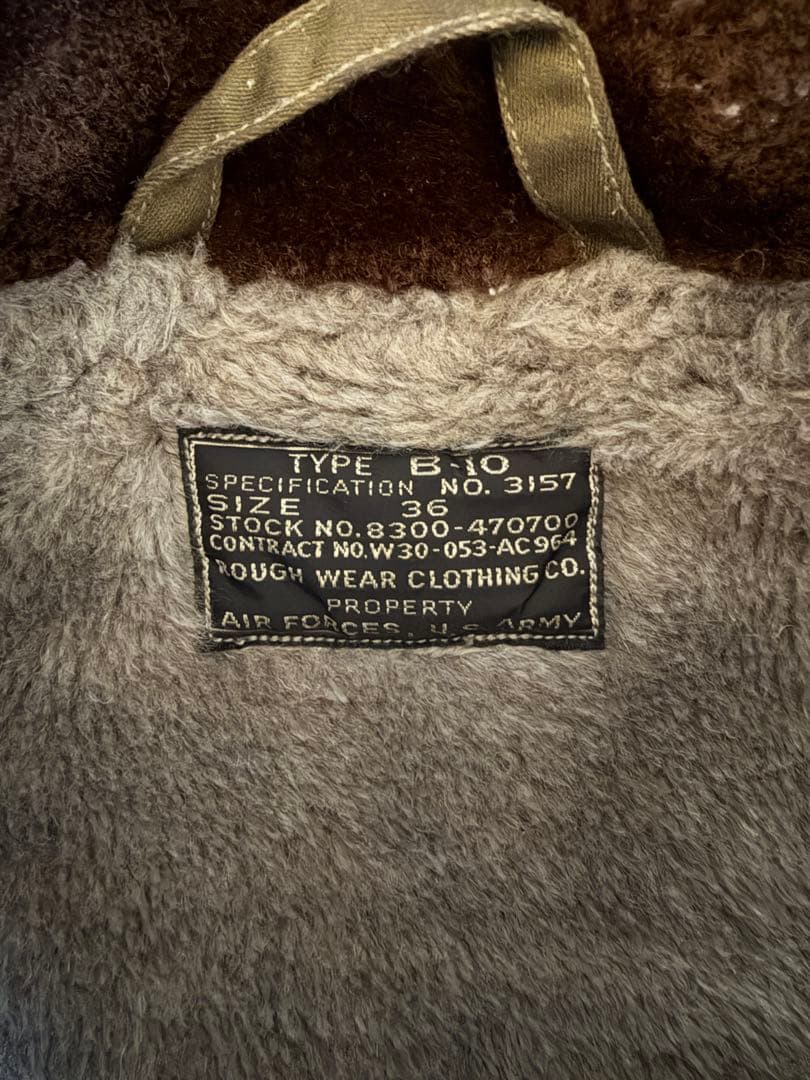 TYPE B-10
SPECIFICATION NO. 3157
SIZE 36
STOCK NO. 8300-470700
CONTRACT NO. W30-053-AC964
ROUGH WEAR CLOTHING CO.
PROPERTY
AIR FORCES, U.S. ARMY